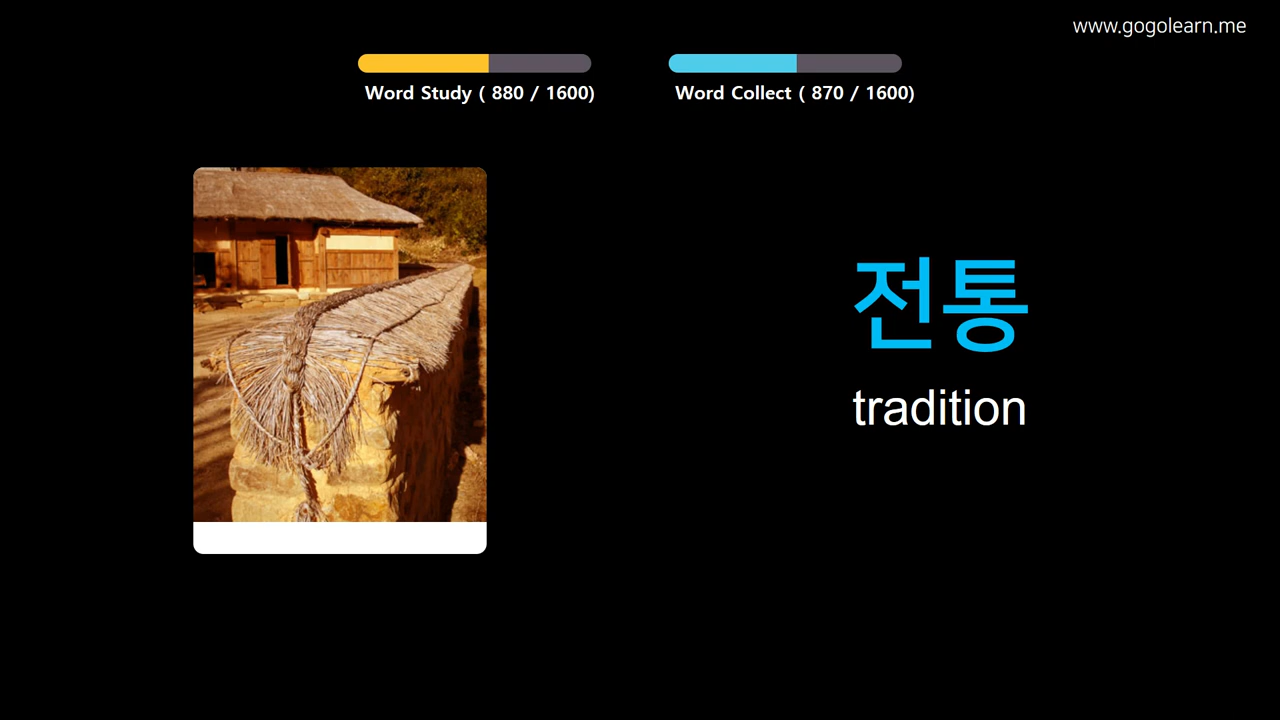 www.gogolearn.me
Word Study ( 880 / 1600)
Word Collect ( 870 / 1600)
전통
tradition